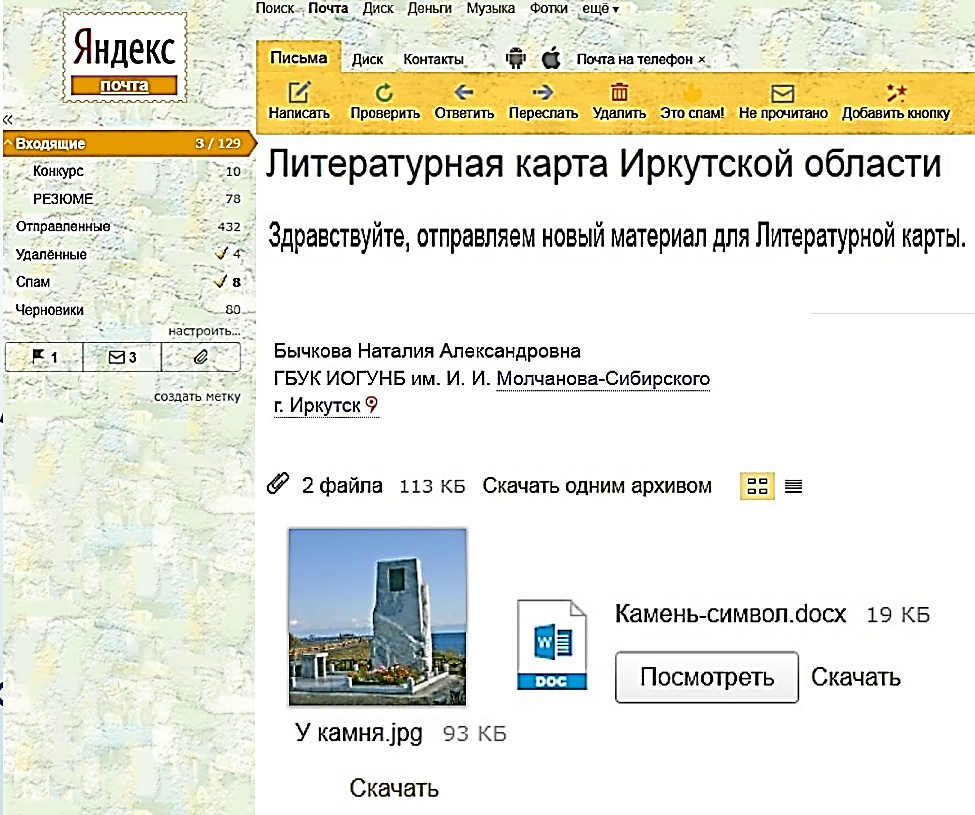 Поиск Почта Диск Деньги Музыка Фотки ещё ▾
Яндекс
почта
Письма Диск Контакты Почта на телефон ×
Написать Проверить Ответить Переслать Удалить Это спам! Не прочитано Добавить кнопку
«
Входящие 3 / 129
Конкурс 10
РЕЗЮМЕ 78
Отправленные 432
Удалённые 4
Спам 8
Черновики 80
настроить...
1 3
создать метку
Литературная карта Иркутской области
Здравствуйте, отправляем новый материал для Литературной карты.
Бычкова Наталия Александровна
ГБУК ИОГУНБ им. И. И. Молчанова-Сибирского
г. Иркутск
2 файла 113 КБ Скачать одним архивом
W
DOC
Камень-символ.docx 19 КБ
Посмотреть Скачать
У камня.jpg 93 КБ
Скачать